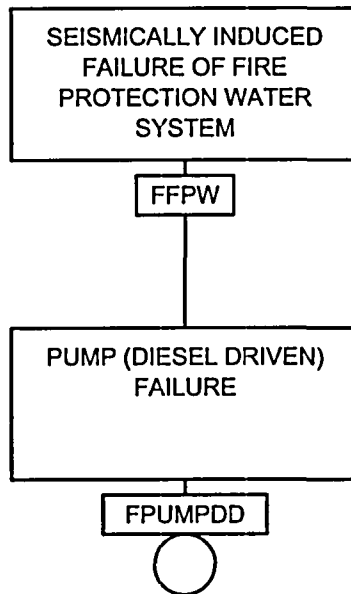 SEISMICALLY INDUCED
FAILURE OF FIRE
PROTECTION WATER
SYSTEM
FFPW
PUMP (DIESEL DRIVEN)
FAILURE
FPUMPDD